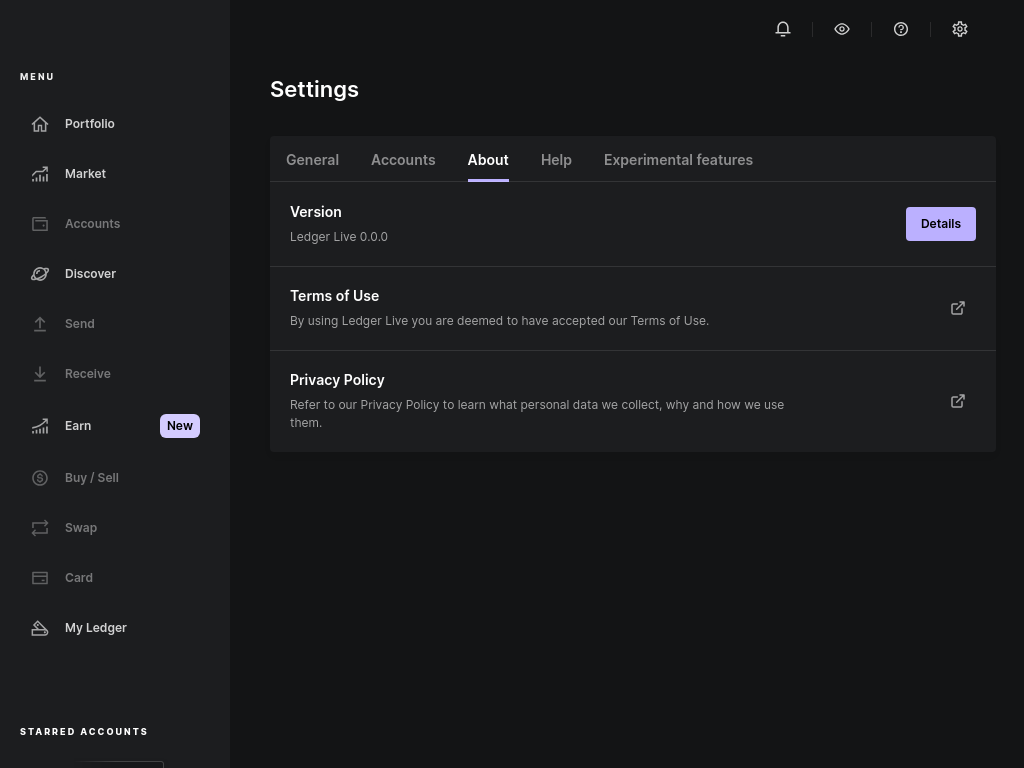 MENU
Portfolio
Market
Accounts
Discover
Send
Receive
Earn
New
Buy / Sell
Swap
Card
My Ledger
STARRED ACCOUNTS
Settings
General
Accounts
About
Help
Experimental features
Version
Ledger Live 0.0.0
Details
Terms of Use
By using Ledger Live you are deemed to have accepted our Terms of Use.
Privacy Policy
Refer to our Privacy Policy to learn what personal data we collect, why and how we use
them.